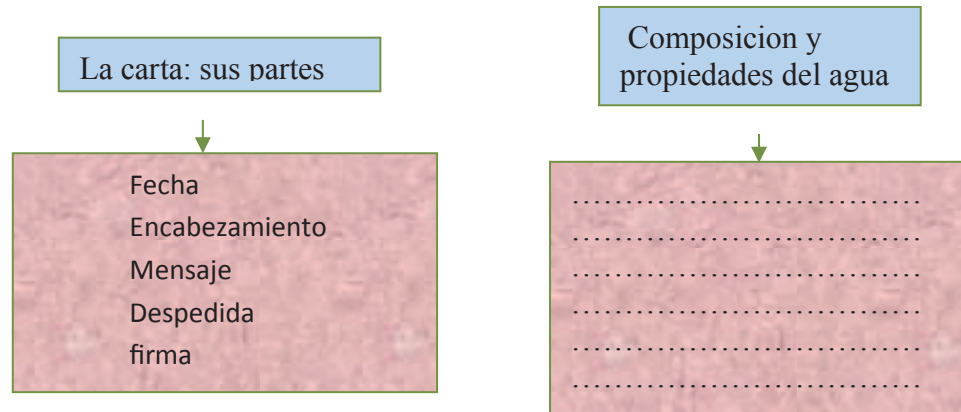 La carta: sus partes
Fecha
Encabezamiento
Mensaje
Despedida
firma
Composicion y
propiedades del agua
..................................
..................................
..................................
..................................
..................................
..................................